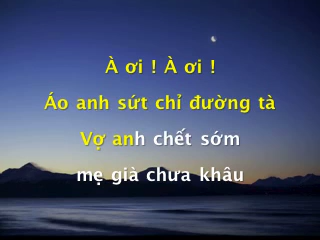 À ơi ! À ơi !
Áo anh sứt chỉ đường tà
Vợ anh chết sớm
mẹ già chưa khâu